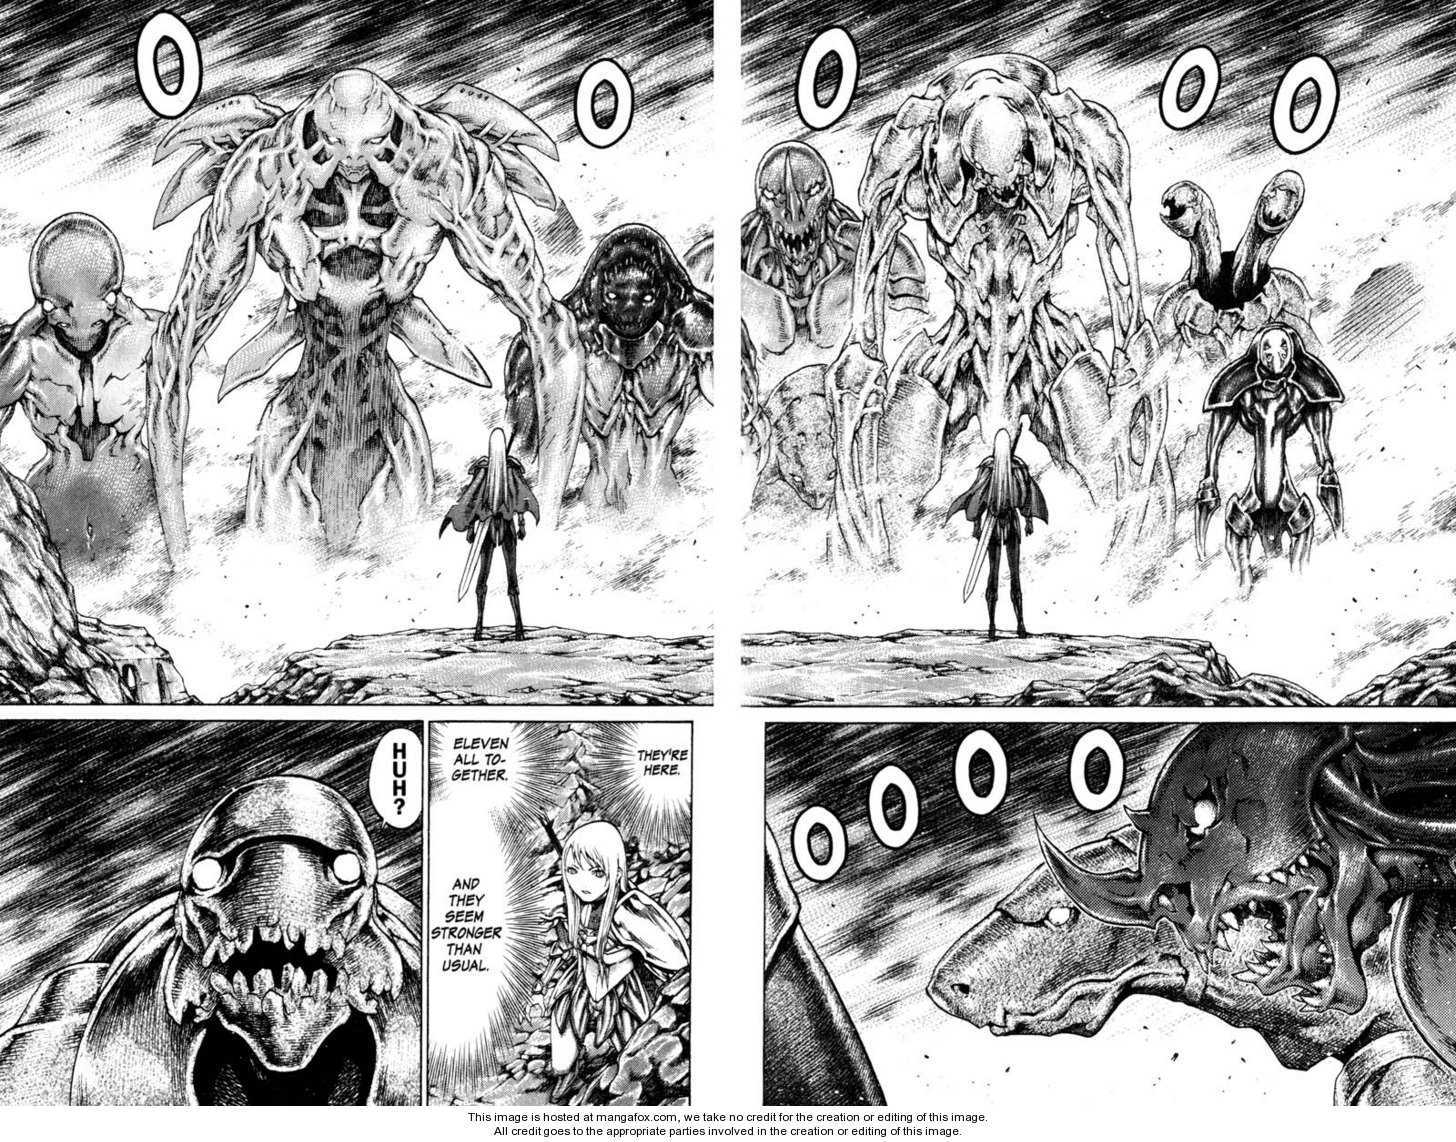 O
O
O
O
O
O
O
O
O
THEY'RE
HERE.
ELEVEN
ALL TO-
GETHER.
AND
THEY
SEEM
STRONGER
THAN
USUAL.
HUH?
This image is hosted at mangafox.com, we take no credit for the creation or editing of this image.
All credit goes to the appropriate parties involved in the creation or editing of this image.